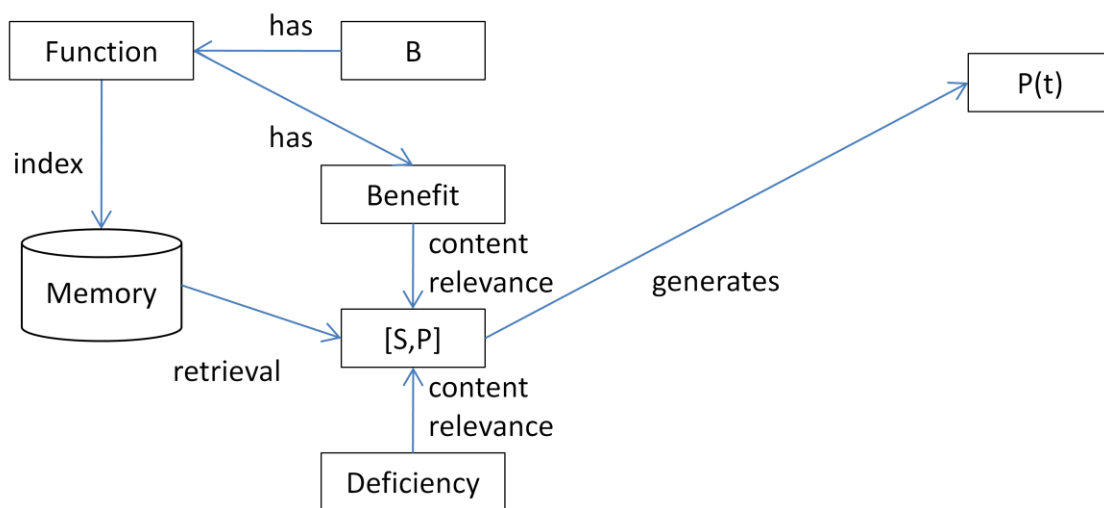 has
Function
B
P(t)
has
index
Benefit
content
relevance
Memory
generates
[S,P]
retrieval
content
relevance
Deficiency